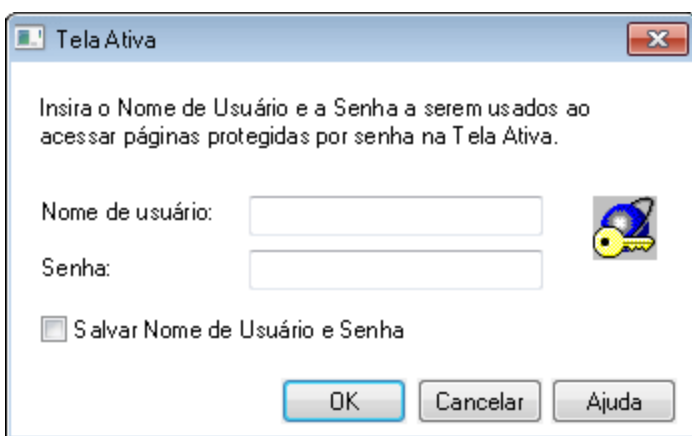 Tela Ativa
Insira o Nome de Usuário e a Senha a serem usados ao
acessar páginas protegidas por senha na Tela Ativa.
Nome de usuário:
Senha:
Salvar Nome de Usuário e Senha
OK Cancelar Ajuda